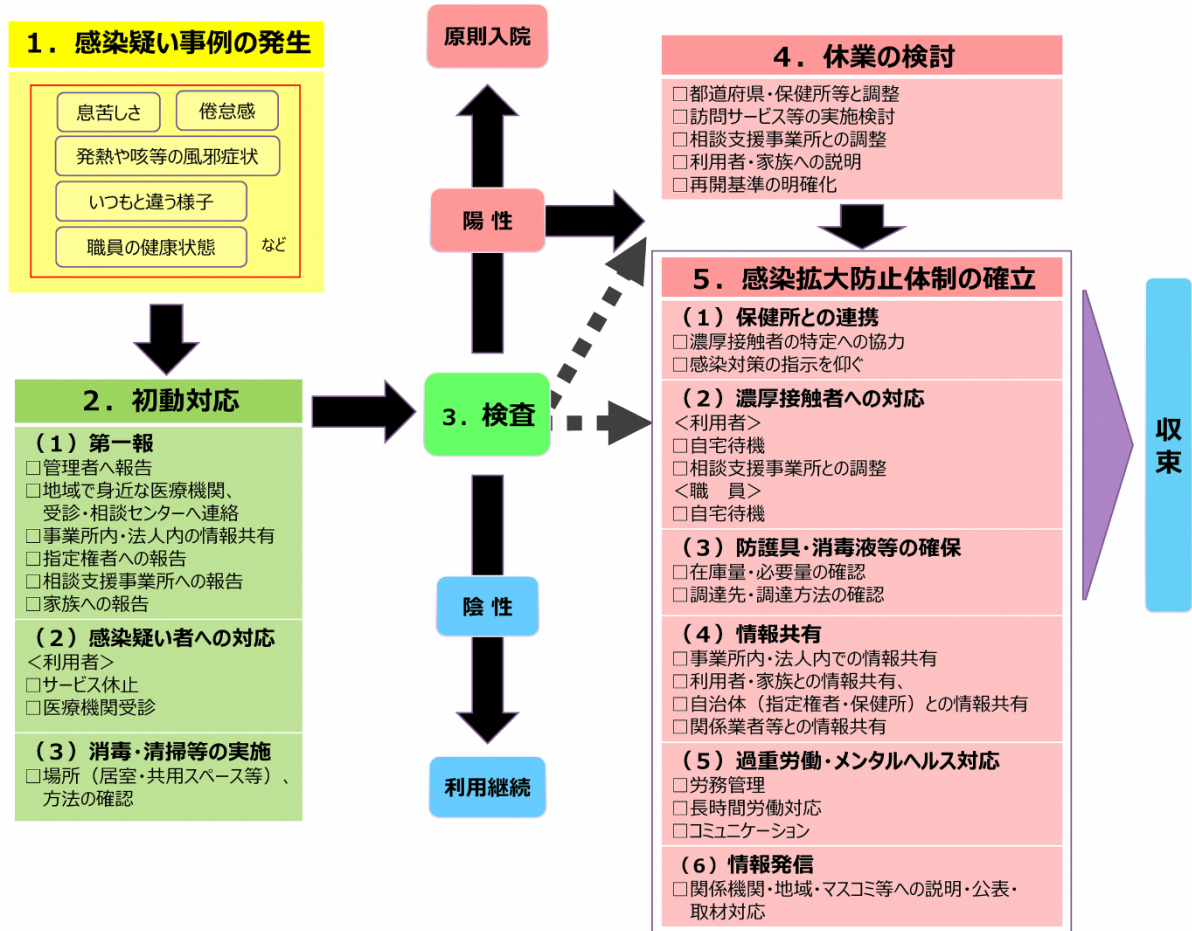 1．感染疑い事例の発生
息苦しさ
倦怠感
発熱や咳等の風邪症状
いつもと違う様子
職員の健康状態
など
2．初動対応
（1）第一報
□管理者へ報告
□地域で身近な医療機関、
受診・相談センターへ連絡
□事業所内・法人内の情報共有
□指定権者への報告
□相談支援事業所への報告
□家族への報告
（2）感染疑い者への対応
＜利用者＞
□サービス休止
□医療機関受診
（3）消毒・清掃等の実施
□場所（居室・共用スペース等）、
方法の確認
原則入院
陽 性
3．検査
陰 性
利用継続
4．休業の検討
□都道府県・保健所等と調整
□訪問サービス等の実施検討
□相談支援事業所との調整
□利用者・家族への説明
□再開基準の明確化
5．感染拡大防止体制の確立
（1）保健所との連携
□濃厚接触者の特定への協力
□感染対策の指示を仰ぐ
（2）濃厚接触者への対応
＜利用者＞
□自宅待機
□相談支援事業所との調整
＜職　員＞
□自宅待機
（3）防護具・消毒液等の確保
□在庫量・必要量の確認
□調達先・調達方法の確認
（4）情報共有
□事業所内・法人内での情報共有
□利用者・家族との情報共有、
□自治体（指定権者・保健所）との情報共有
□関係業者等との情報共有
（5）過重労働・メンタルヘルス対応
□労務管理
□長時間労働対応
□コミュニケーション
（6）情報発信
□関係機関・地域・マスコミ等への説明・公表・
取材対応
収束